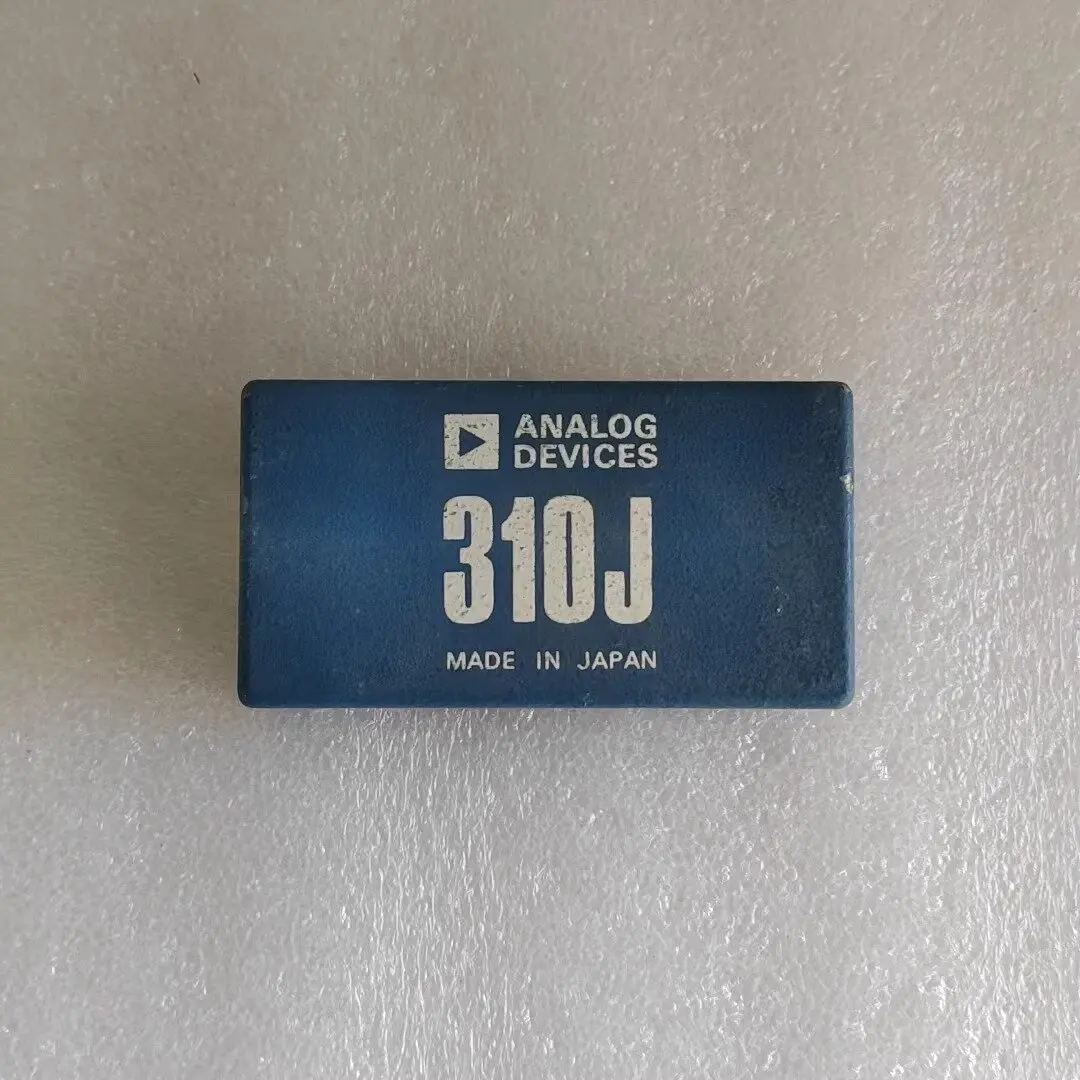 ANALOG
DEVICES
310J
MADE IN JAPAN